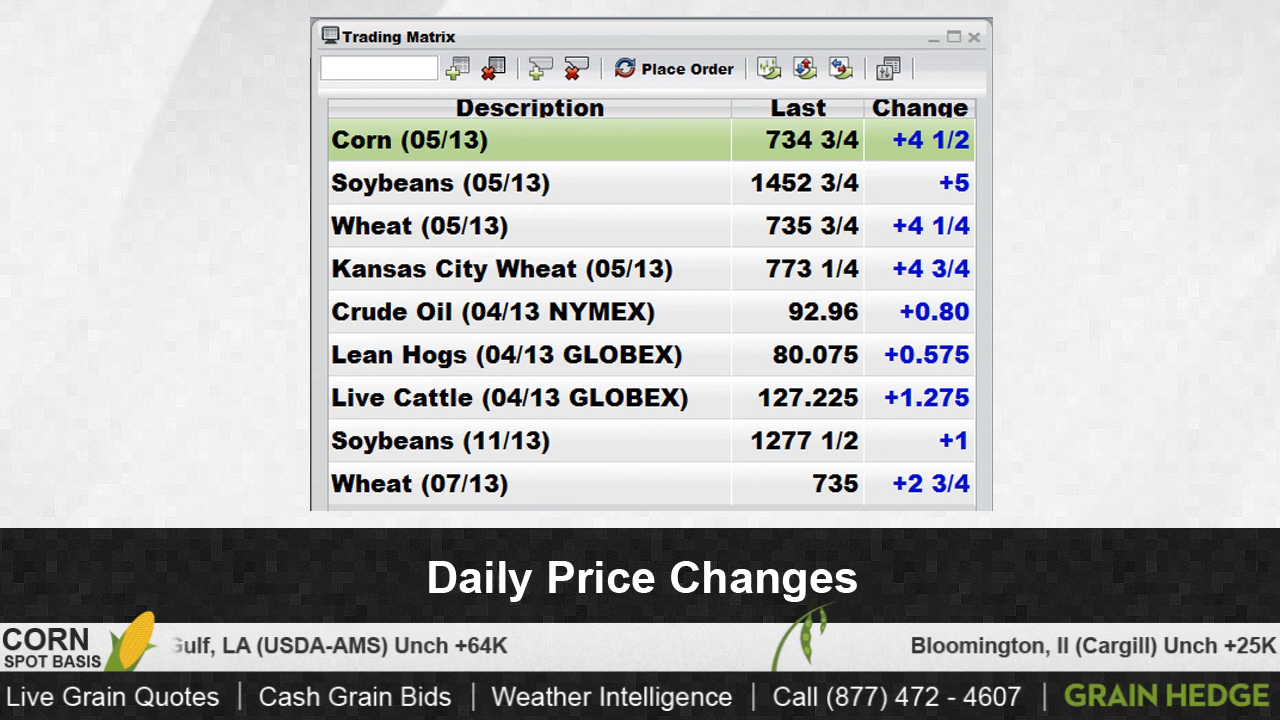 Trading Matrix
Place Order
Description Last Change
Corn (05/13) 734 3/4 +4 1/2
Soybeans (05/13) 1452 3/4 +5
Wheat (05/13) 735 3/4 +4 1/4
Kansas City Wheat (05/13) 773 1/4 +4 3/4
Crude Oil (04/13 NYMEX) 92.96 +0.80
Lean Hogs (04/13 GLOBEX) 80.075 +0.575
Live Cattle (04/13 GLOBEX) 127.225 +1.275
Soybeans (11/13) 1277 1/2 +1
Wheat (07/13) 735 +2 3/4
Daily Price Changes
CORN
SPOT BASIS
Gulf, LA (USDA-AMS) Unch +64K
Bloomington, Il (Cargill) Unch +25K
Live Grain Quotes | Cash Grain Bids | Weather Intelligence | Call (877) 472 - 4607 | GRAIN HEDGE